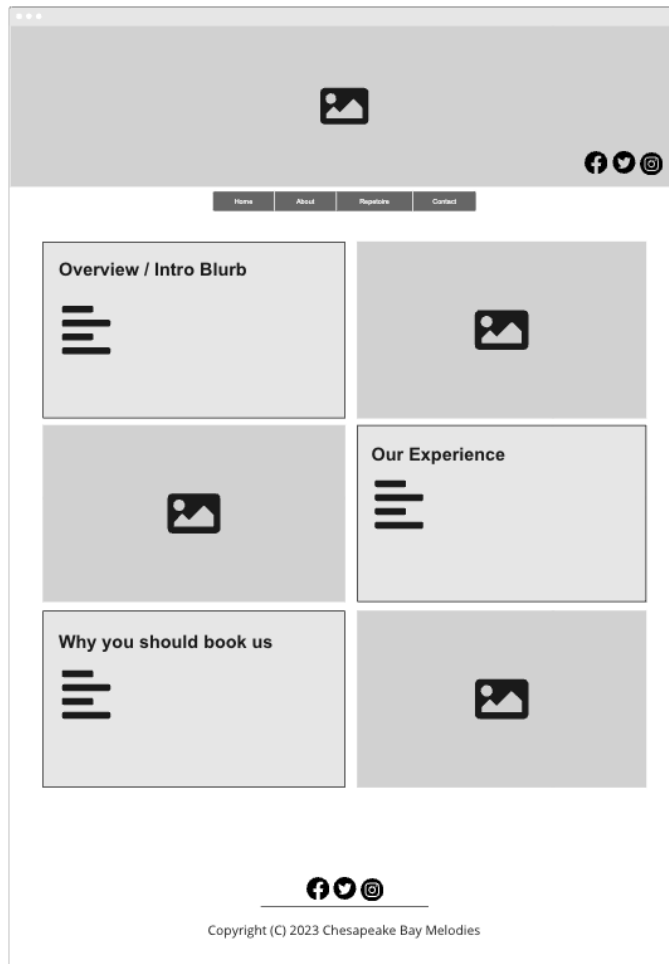 Home About Repetoire Contact
Overview / Intro Blurb
Our Experience
Why you should book us
Copyright (C) 2023 Chesapeake Bay Melodies